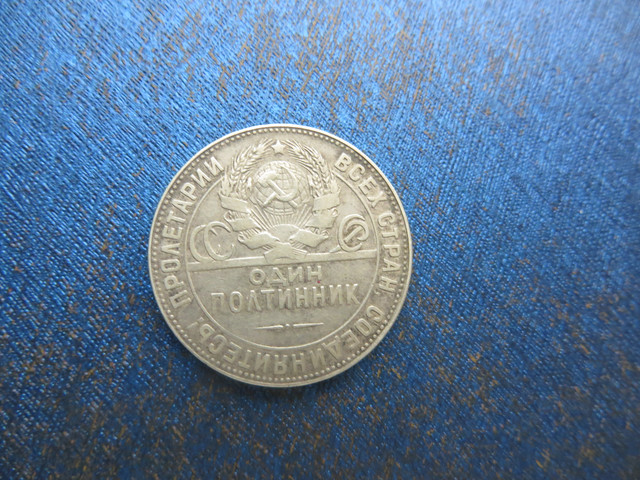 ПРОЛЕТАРИИ ВСЕХ СТРАН, СОЕДИНЯЙТЕСЬ!
С С С Р
ОДИН
ПОЛТИННИК